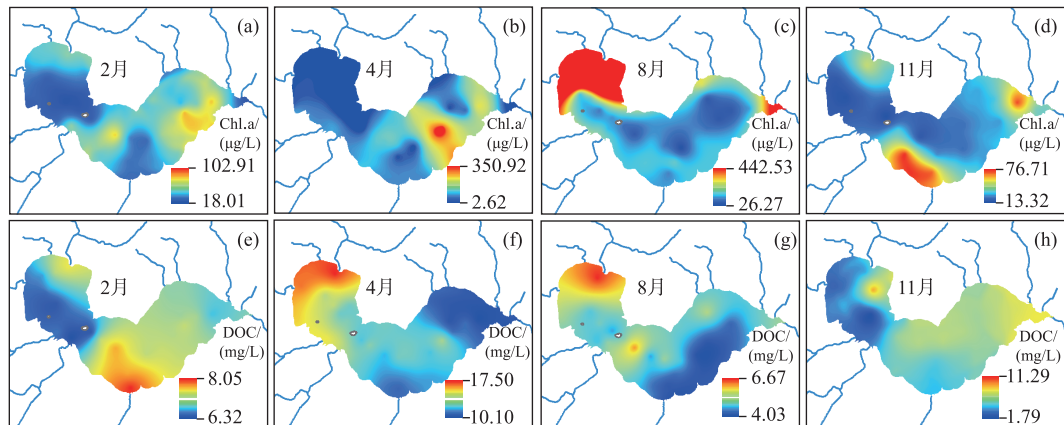 (a)
2月
Chl.a/
(μg/L)
102.91
18.01
(b)
4月
Chl.a/
(μg/L)
350.92
2.62
(c)
8月
Chl.a/
(μg/L)
442.53
26.27
(d)
11月
Chl.a/
(μg/L)
76.71
13.32
(e)
2月
DOC/
(mg/L)
8.05
6.32
(f)
4月
DOC/
(mg/L)
17.50
10.10
(g)
8月
DOC/
(mg/L)
6.67
4.03
(h)
11月
DOC/
(mg/L)
11.29
1.79